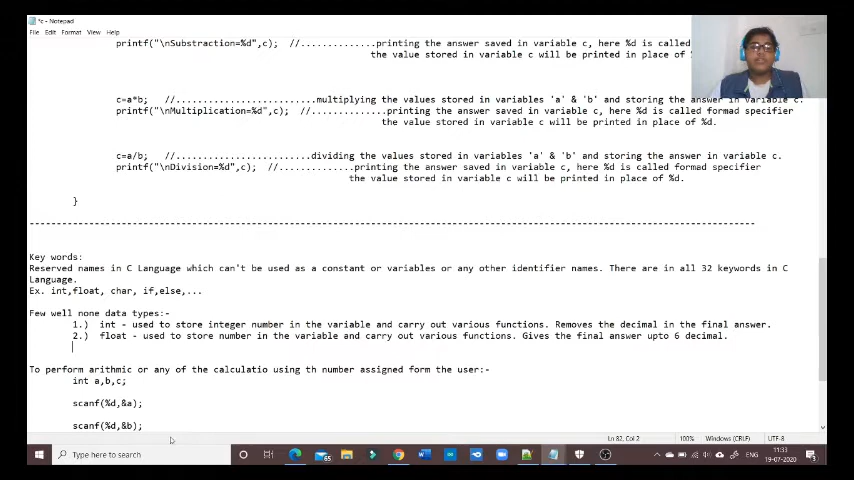 *c - Notepad
File Edit Format View Help
printf("\nSubstraction=%d",c); //..............printing the answer saved in variable c, here %d is called
the value stored in variable c will be printed in place of %
c=a*b; //.........................multiplying the values stored in variables 'a' & 'b' and storing the answer in variable c.
printf("\nMultiplication=%d",c); //..............printing the answer saved in variable c, here %d is called formad specifier
the value stored in variable c will be printed in place of %d.
c=a/b; //.........................dividing the values stored in variables 'a' & 'b' and storing the answer in variable c.
printf("\nDivision=%d",c); //..............printing the answer saved in variable c, here %d is called formad specifier
the value stored in variable c will be printed in place of %d.
}
--------------------------------------------------------------------------------------------------------------------------------------
Key words:
Reserved names in C Language which can't be used as a constant or variables or any other identifier names. There are in all 32 keywords in C
Language.
Ex. int,float, char, if,else,...
Few well none data types:-
1.) int - used to store integer number in the variable and carry out various functions. Removes the decimal in the final answer.
2.) float - used to store number in the variable and carry out various functions. Gives the final answer upto 6 decimal.
To perform arithmic or any of the calculatio using th number assigned form the user:-
int a,b,c;
scanf(%d,&a);
scanf(%d,&b);
Ln 82, Col 2 100% Windows (CRLF) UTF-8
Type here to search
11:33
19-07-2020